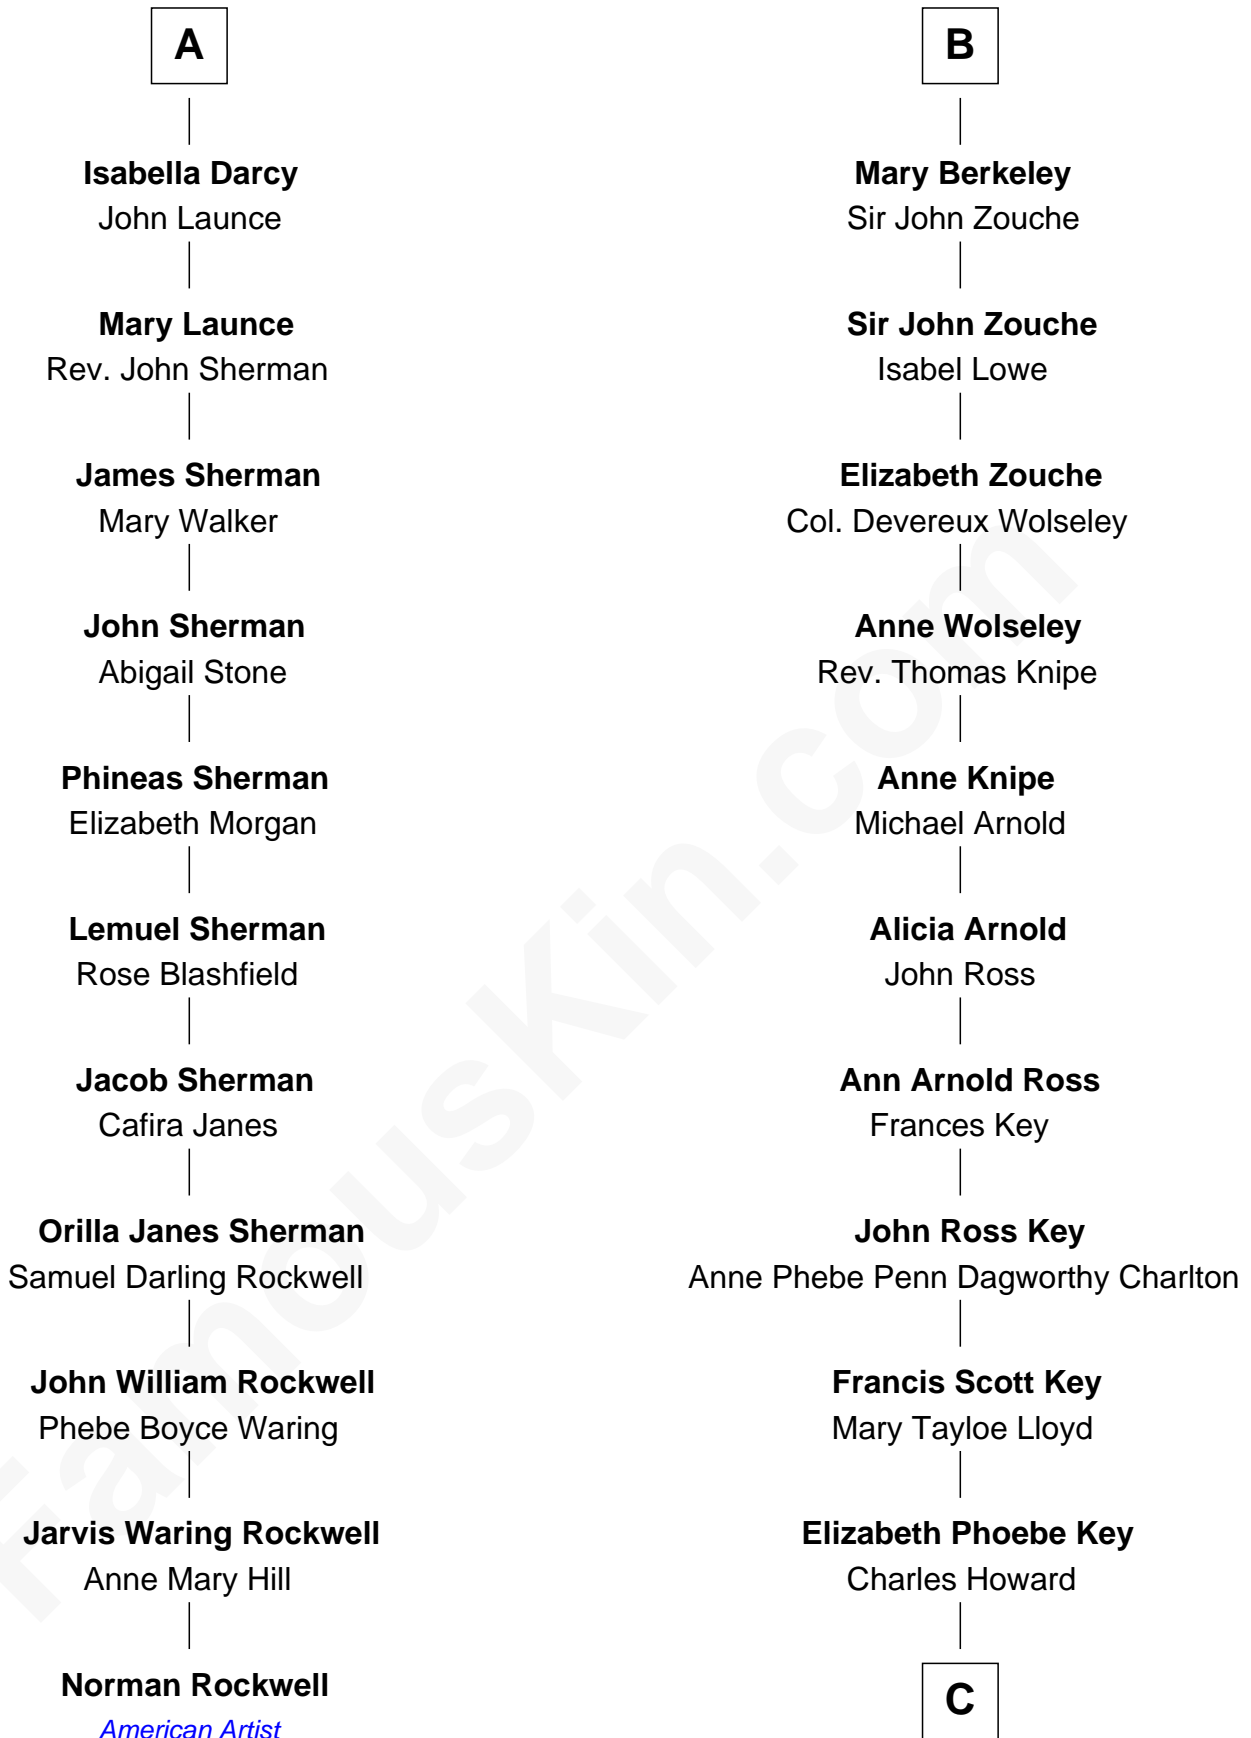 A
Isabella Darcy
John Launce
Mary Launce
Rev. John Sherman
James Sherman
Mary Walker
John Sherman
Abigail Stone
Phineas Sherman
Elizabeth Morgan
Lemuel Sherman
Rose Blashfield
Jacob Sherman
Cafira Janes
Orilla Janes Sherman
Samuel Darling Rockwell
John William Rockwell
Phebe Boyce Waring
Jarvis Waring Rockwell
Anne Mary Hill
Norman Rockwell
American Artist
B
Mary Berkeley
Sir John Zouche
Sir John Zouche
Isabel Lowe
Elizabeth Zouche
Col. Devereux Wolseley
Anne Wolseley
Rev. Thomas Knipe
Anne Knipe
Michael Arnold
Alicia Arnold
John Ross
Ann Arnold Ross
Frances Key
John Ross Key
Anne Phebe Penn Dagworthy Charlton
Francis Scott Key
Mary Tayloe Lloyd
Elizabeth Phoebe Key
Charles Howard
C
FamousKin.com